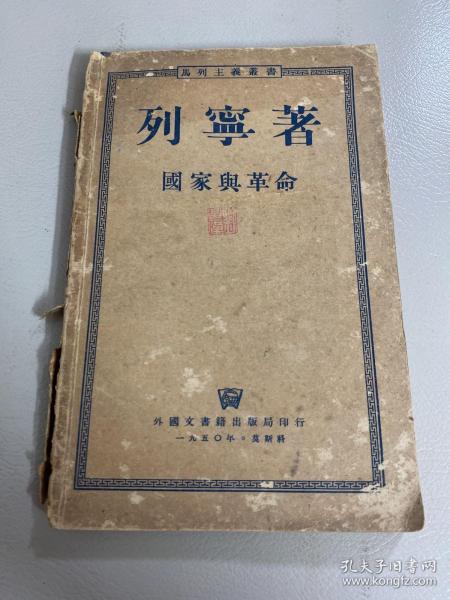 馬列主義叢書
列寧著
國家與革命
外國文書籍出版局印行
一九五〇年。莫斯科
孔夫子旧书网
www.kongfz.com